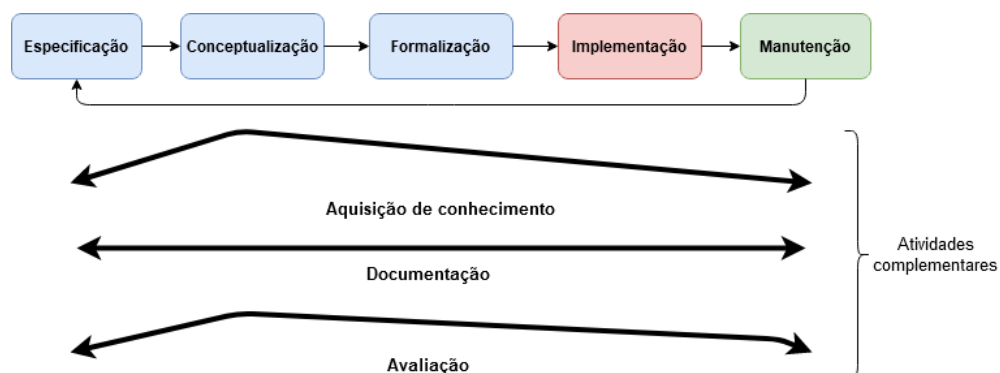 Especificação
Conceptualização
Formalização
Implementação
Manutenção
Aquisição de conhecimento
Documentação
Atividades
complementares
Avaliação